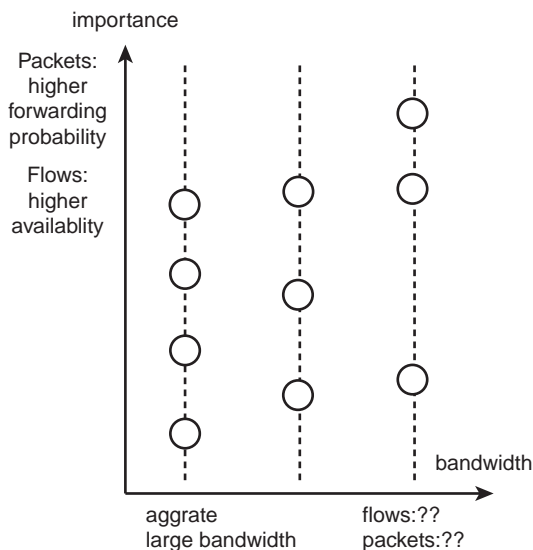 importance
Packets:
higher
forwarding
probability
Flows:
higher
availablity
bandwidth
aggrate
large bandwidth
flows:??
packets:??